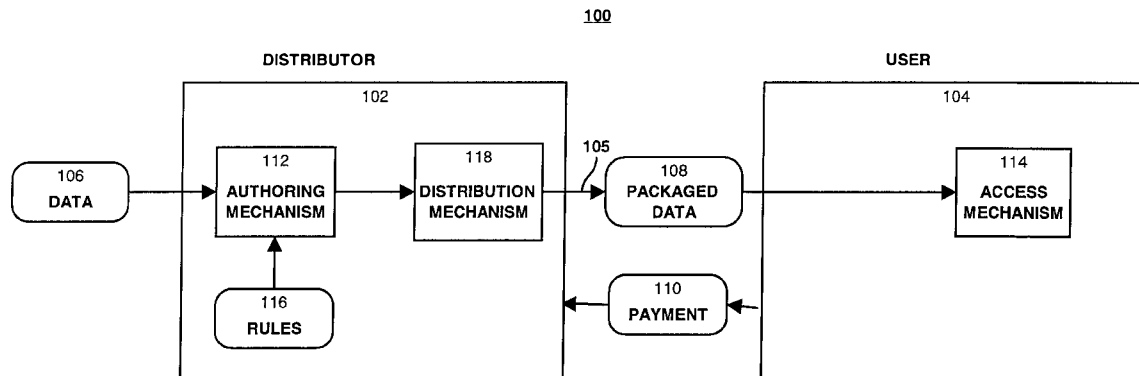 100
DISTRIBUTOR
USER
102
104
106
DATA
112
AUTHORING
MECHANISM
118
DISTRIBUTION
MECHANISM
105
108
PACKAGED
DATA
114
ACCESS
MECHANISM
116
RULES
110
PAYMENT